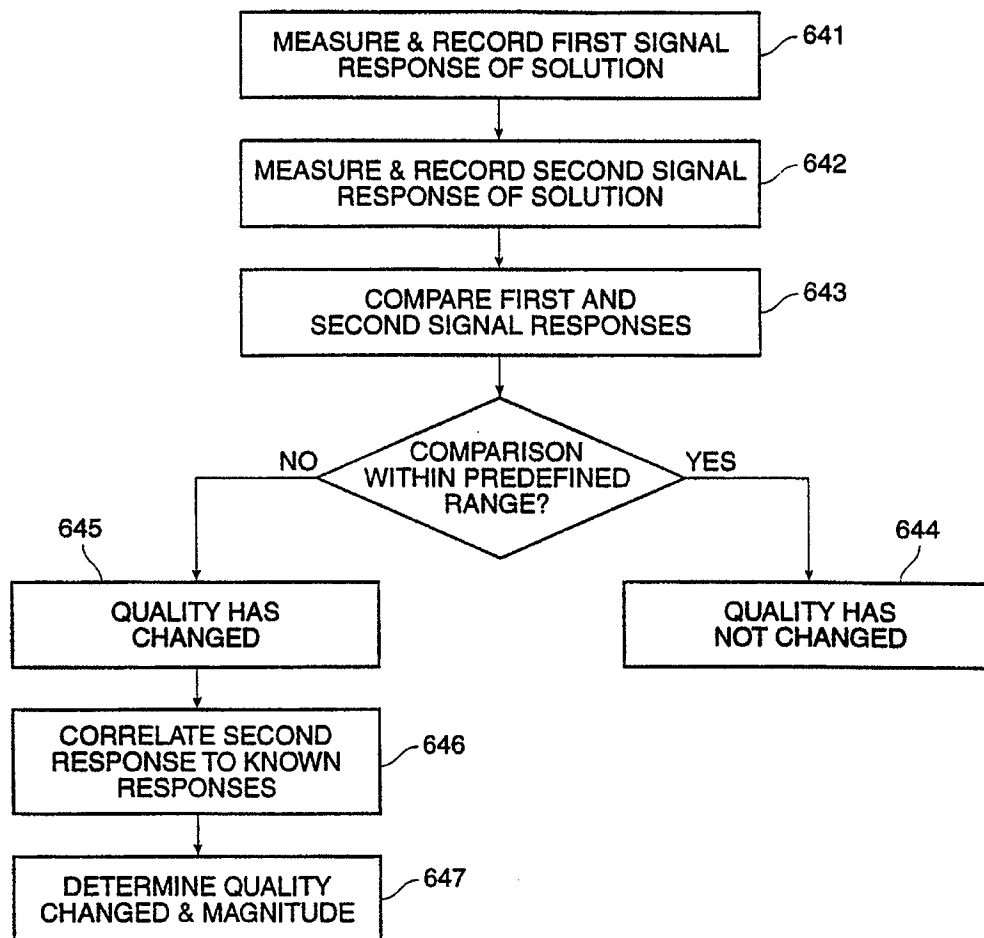 MEASURE & RECORD FIRST SIGNAL
RESPONSE OF SOLUTION
641
MEASURE & RECORD SECOND SIGNAL
RESPONSE OF SOLUTION
642
COMPARE FIRST AND
SECOND SIGNAL RESPONSES
643
COMPARISON
WITHIN PREDEFINED
RANGE?
NO
YES
645
QUALITY HAS
CHANGED
644
QUALITY HAS
NOT CHANGED
CORRELATE SECOND
RESPONSE TO KNOWN
RESPONSES
646
DETERMINE QUALITY
CHANGED & MAGNITUDE
647